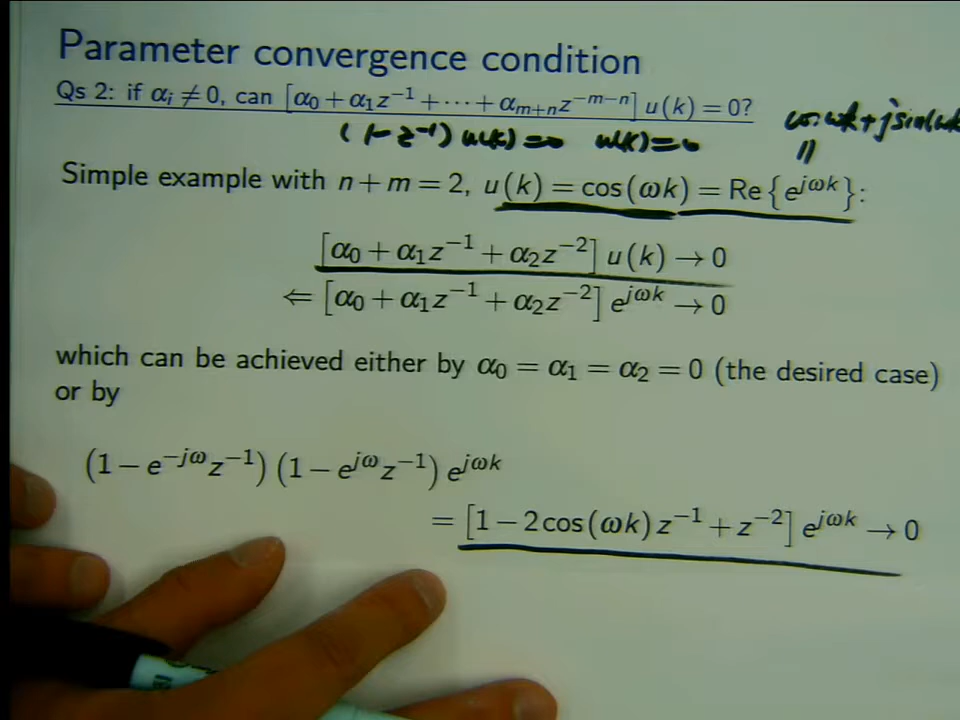 Parameter convergence condition
Qs 2: if αᵢ ≠ 0, can [α₀ + α₁z⁻¹ + ⋯ + αₘ₊ₙz⁻ᵐ⁻ⁿ] u(k) = 0?
cos ωk + j sin(ωk
(1 - z⁻¹) u(k) = 0 u(k) = 0
Simple example with n + m = 2, u(k) = cos(ωk) = Re{e^{jωk}}:
[α₀ + α₁z⁻¹ + α₂z⁻²] u(k) → 0
⇐ [α₀ + α₁z⁻¹ + α₂z⁻²] e^{jωk} → 0
which can be achieved either by α₀ = α₁ = α₂ = 0 (the desired case)
or by
(1 − e^{−jω}z⁻¹)(1 − e^{jω}z⁻¹) e^{jωk}
= [1 − 2cos(ωk)z⁻¹ + z⁻²] e^{jωk} → 0